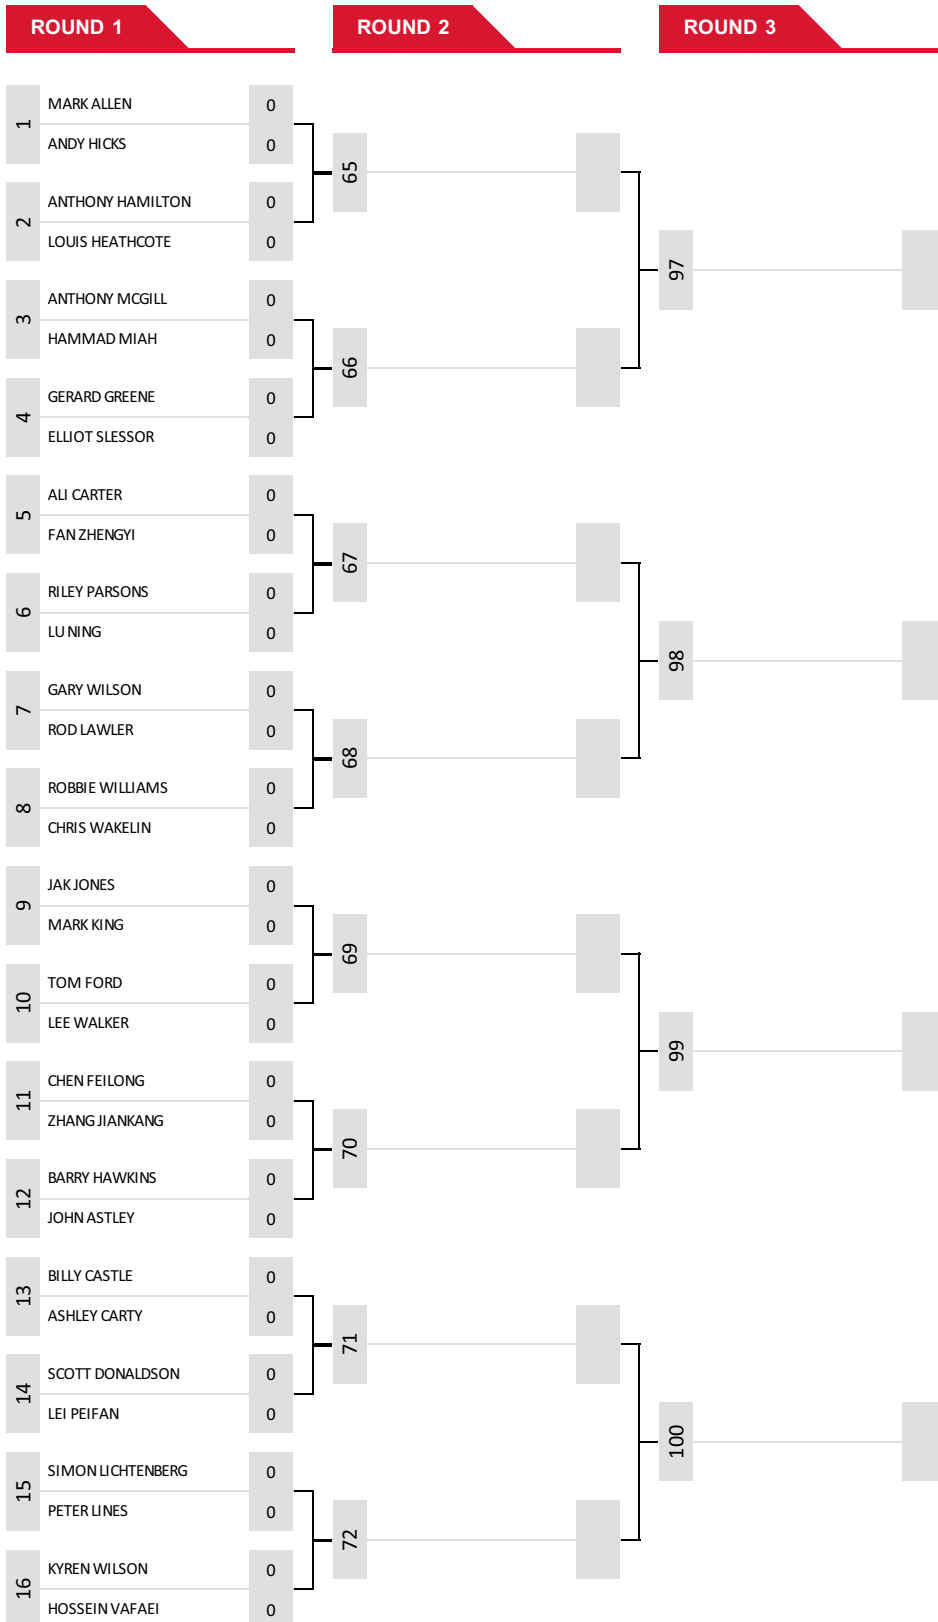 ROUND 1 ROUND 2 ROUND 3
1
MARK ALLEN 0
ANDY HICKS 0
65
2
ANTHONY HAMILTON 0
LOUIS HEATHCOTE 0
97
3
ANTHONY MCGILL 0
HAMMAD MIAH 0
66
4
GERARD GREENE 0
ELLIOT SLESSOR 0
5
ALI CARTER 0
FAN ZHENGYI 0
67
6
RILEY PARSONS 0
LU NING 0
98
7
GARY WILSON 0
ROD LAWLER 0
68
8
ROBBIE WILLIAMS 0
CHRIS WAKELIN 0
9
JAK JONES 0
MARK KING 0
69
10
TOM FORD 0
LEE WALKER 0
99
11
CHEN FEILONG 0
ZHANG JIANKANG 0
70
12
BARRY HAWKINS 0
JOHN ASTLEY 0
13
BILLY CASTLE 0
ASHLEY CARTY 0
71
14
SCOTT DONALDSON 0
LEI PEIFAN 0
100
15
SIMON LICHTENBERG 0
PETER LINES 0
72
16
KYREN WILSON 0
HOSSEIN VAFAEI 0